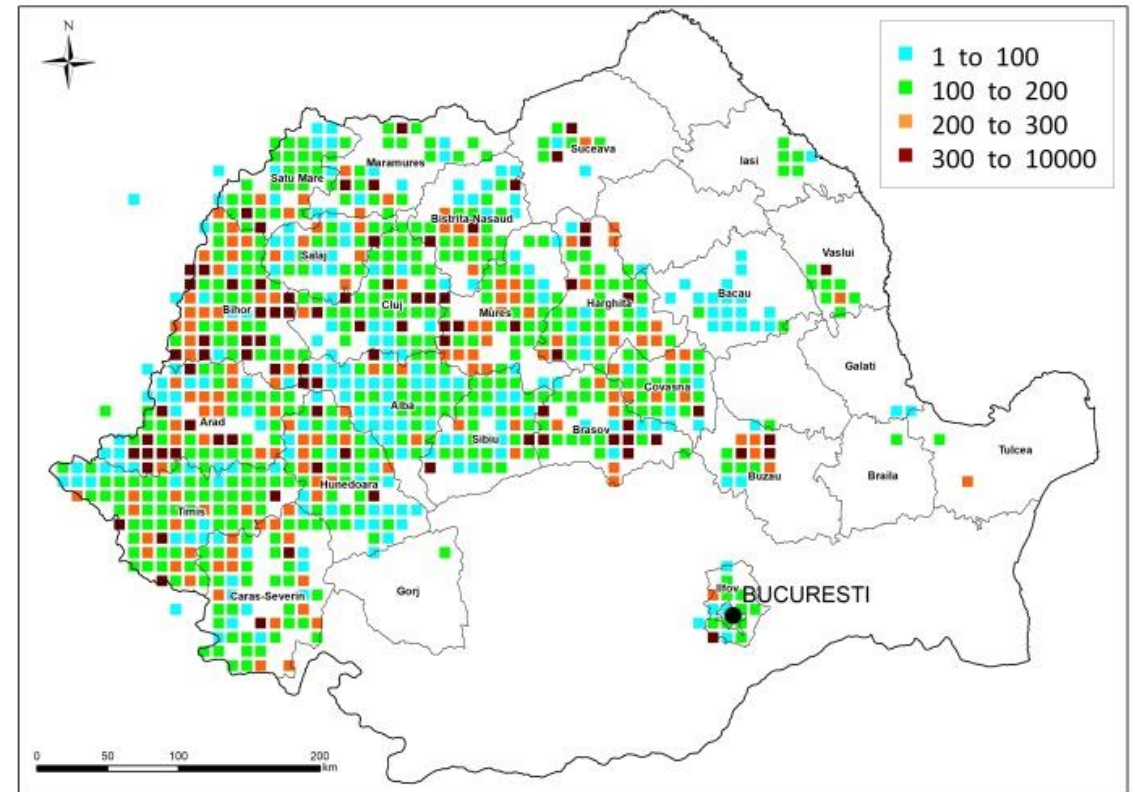 N
1 to 100
100 to 200
200 to 300
300 to 10000
Suceava
Iasi
Maramures
Satu Mare
Bistrita-Nasaud
Salaj
Vaslui
Bacau
Bihor
Cluj
Mures
Harghita
Galati
Covasna
Alba
Arad
Sibiu
Brasov
Tulcea
Buzau
Braila
Hunedoara
Timis
Gorj
Caras-Severin
Ilfov
BUCURESTI
0 50 100 200
km